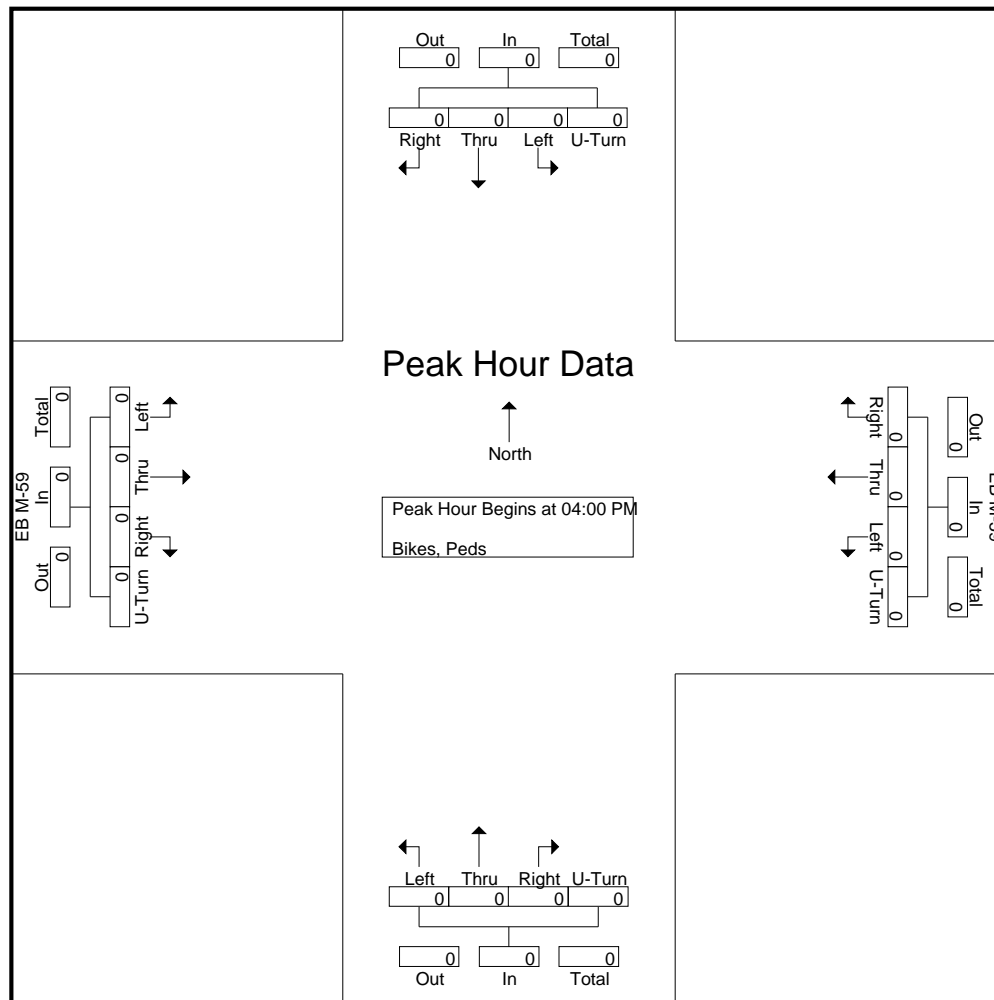 Out In Total
0 0 0
0 0 0 0
Right Thru Left U-Turn
Peak Hour Data
North
Peak Hour Begins at 04:00 PM
Bikes, Peds
EB M-59
Out In Total
0 0 0
0 0 0 0
U-Turn Right Thru Left
Out In Total
0 0 0
0 0 0 0
Right Thru Left U-Turn
Left Thru Right U-Turn
0 0 0 0
0 0 0
Out In Total